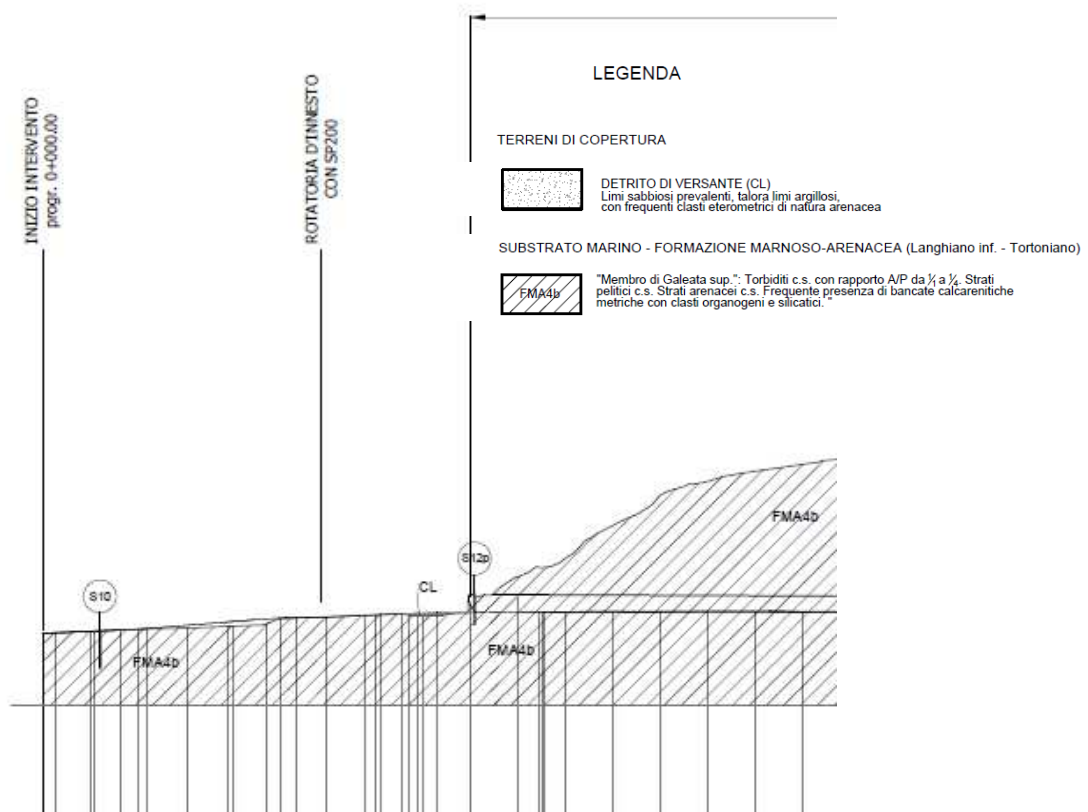 INIZIO INTERVENTO
progr. 0+000.00
ROTATORIA D'INNESTO
CON SP200
LEGENDA
TERRENI DI COPERTURA
DETRITO DI VERSANTE (CL)
Limi sabbiosi prevalenti, talora limi argillosi,
con frequenti clasti eterometrici di natura arenacea
SUBSTRATO MARINO - FORMAZIONE MARNOSO-ARENACEA (Langhiano inf. - Tortoniano)
FMA4b
"Membro di Galeata sup.": Torbiditi c.s. con rapporto A/P da 1/1 a 1/4. Strati
pelitici c.s. Strati arenacei c.s. Frequente presenza di bancate calcarenitiche
metriche con clasti organogeni e silicatici."
FMA4b
S12p
CL
S10
FMA4b
FMA4b